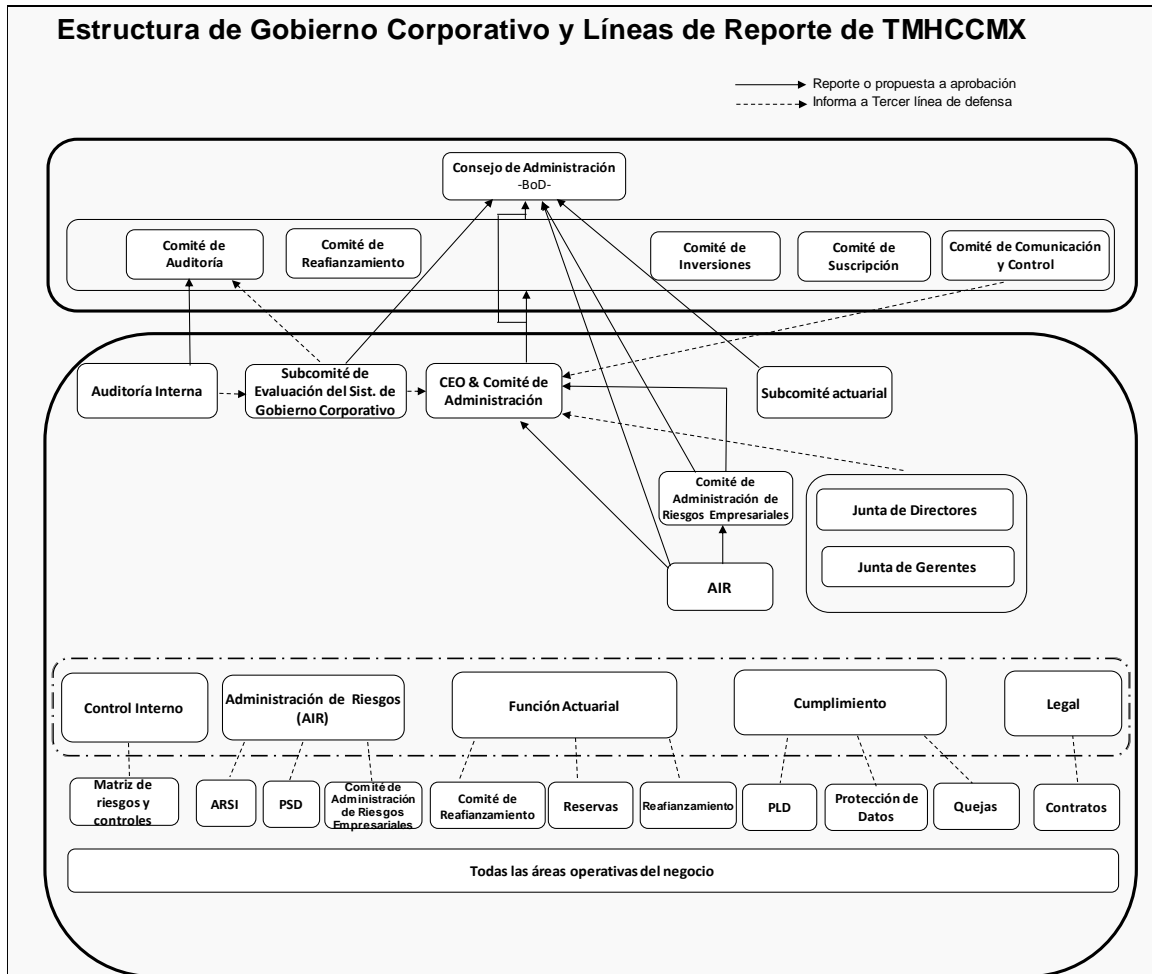 Estructura de Gobierno Corporativo y Líneas de Reporte de TMHCCMX
Reporte o propuesta a aprobación
Informa a Tercer línea de defensa
Consejo de Administración
-BoD-
Comité de
Auditoría
Comité de
Reafianzamiento
Comité de
Inversiones
Comité de
Suscripción
Comité de Comunicación
y Control
Auditoría Interna
Subcomité de
Evaluación del Sist. de
Gobierno Corporativo
CEO & Comité de
Administración
Subcomité actuarial
Comité de
Administración de
Riesgos Empresariales
Junta de Directores
Junta de Gerentes
AIR
Control Interno
Administración de Riesgos
(AIR)
Función Actuarial
Cumplimiento
Legal
Matriz de
riesgos y
controles
ARSI
PSD
Comité de
Administración
de Riesgos
Empresariales
Comité de
Reafianzamiento
Reservas
Reafianzamiento
PLD
Protección de
Datos
Quejas
Contratos
Todas las áreas operativas del negocio